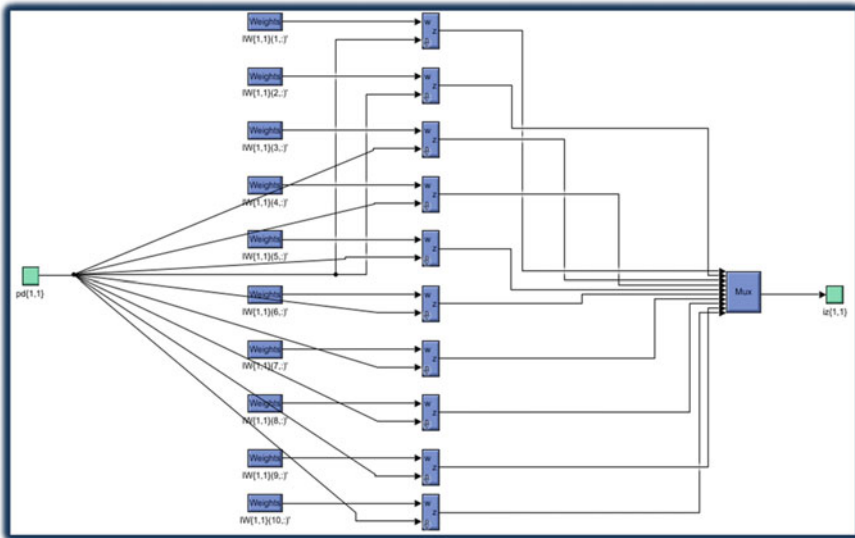 Weights
w
z
p
IW{1,1}(1,:)'
Weights
w
z
p
IW{1,1}(2,:)'
Weights
w
z
p
IW{1,1}(3,:)'
Weights
w
z
p
IW{1,1}(4,:)'
Weights
w
z
p
IW{1,1}(5,:)'
pd{1,1}
Mux
iz{1,1}
Weights
w
z
p
IW{1,1}(6,:)'
Weights
w
z
p
IW{1,1}(7,:)'
Weights
w
z
p
IW{1,1}(8,:)'
Weights
w
z
p
IW{1,1}(9,:)'
Weights
w
z
p
IW{1,1}(10,:)'